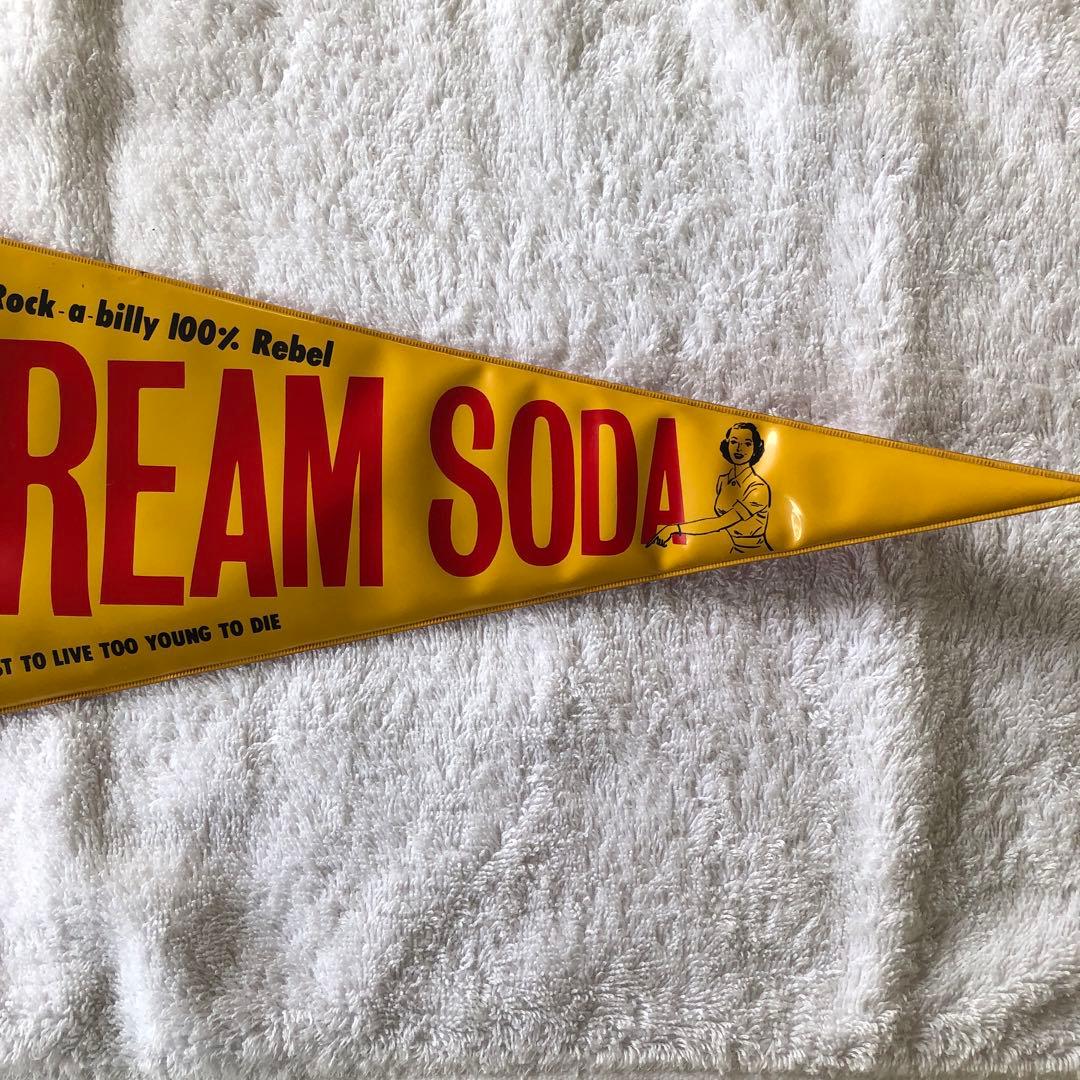 Rock-a-billy 100% Rebel
REAM SODA
ST TO LIVE TOO YOUNG TO DIE